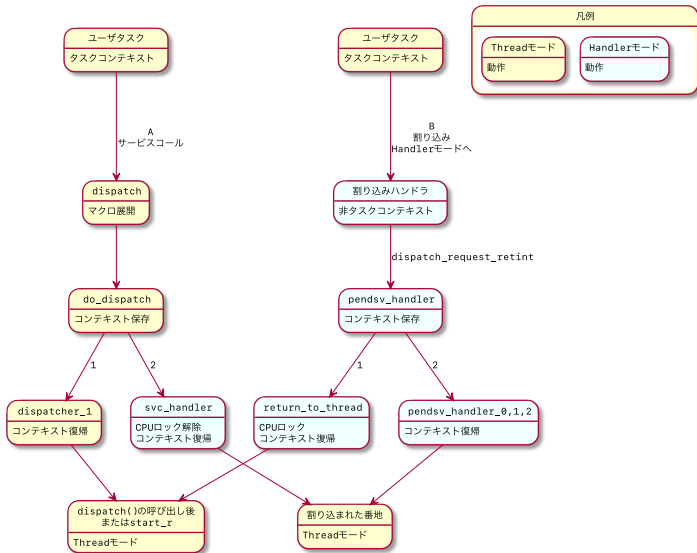 ユーザタスク
タスクコンテキスト
ユーザタスク
タスクコンテキスト
凡例
Threadモード
動作
Handlerモード
動作
A
サービスコール
B
割り込み
Handlerモードへ
dispatch
マクロ展開
割り込みハンドラ
非タスクコンテキスト
dispatch_request_retint
do_dispatch
コンテキスト保存
pendsv_handler
コンテキスト保存
1
2
1
2
dispatcher_1
コンテキスト復帰
svc_handler
CPUロック解除
コンテキスト復帰
return_to_thread
CPUロック
コンテキスト復帰
pendsv_handler_0,1,2
コンテキスト復帰
dispatch()の呼び出し後
またはstart_r
Threadモード
割り込まれた番地
Threadモード